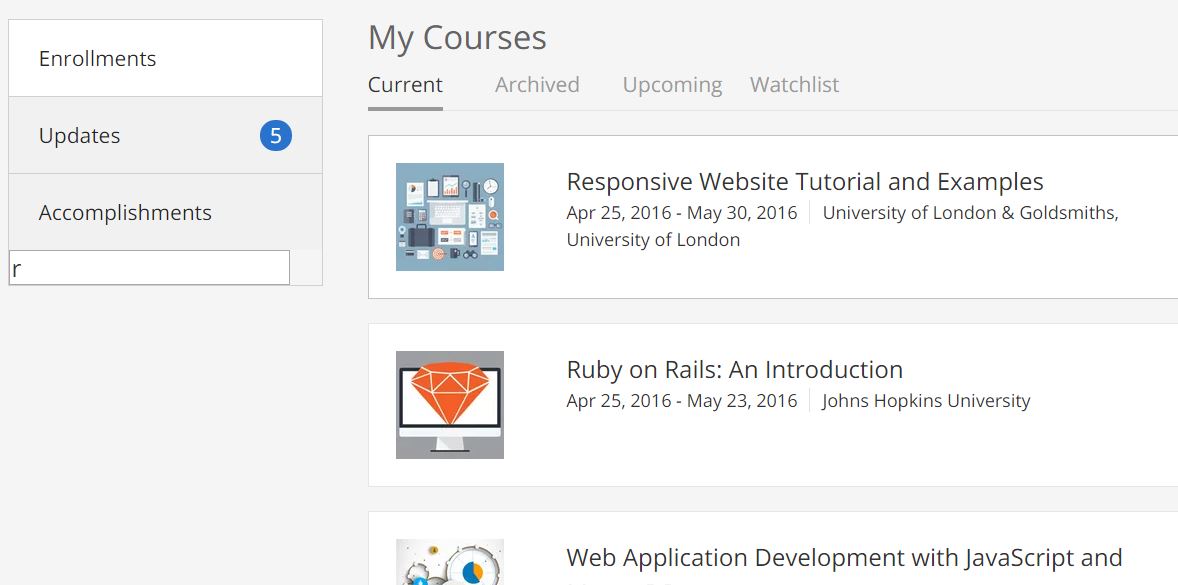 Enrollments
Updates 5
Accomplishments
r
My Courses
Current Archived Upcoming Watchlist
Responsive Website Tutorial and Examples
Apr 25, 2016 - May 30, 2016 University of London & Goldsmiths,
University of London
Ruby on Rails: An Introduction
Apr 25, 2016 - May 23, 2016 Johns Hopkins University
Web Application Development with JavaScript and